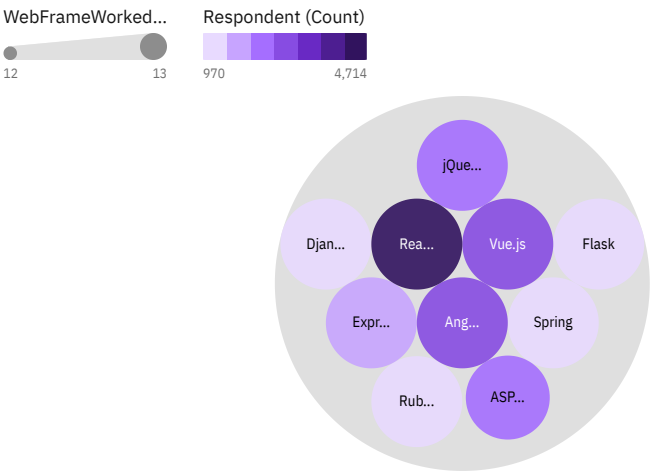 WebFrameWorked... Respondent (Count)
12 13 970 4,714
jQue...
Djan... Rea... Vue.js Flask
Expr... Ang... Spring
Rub... ASP...